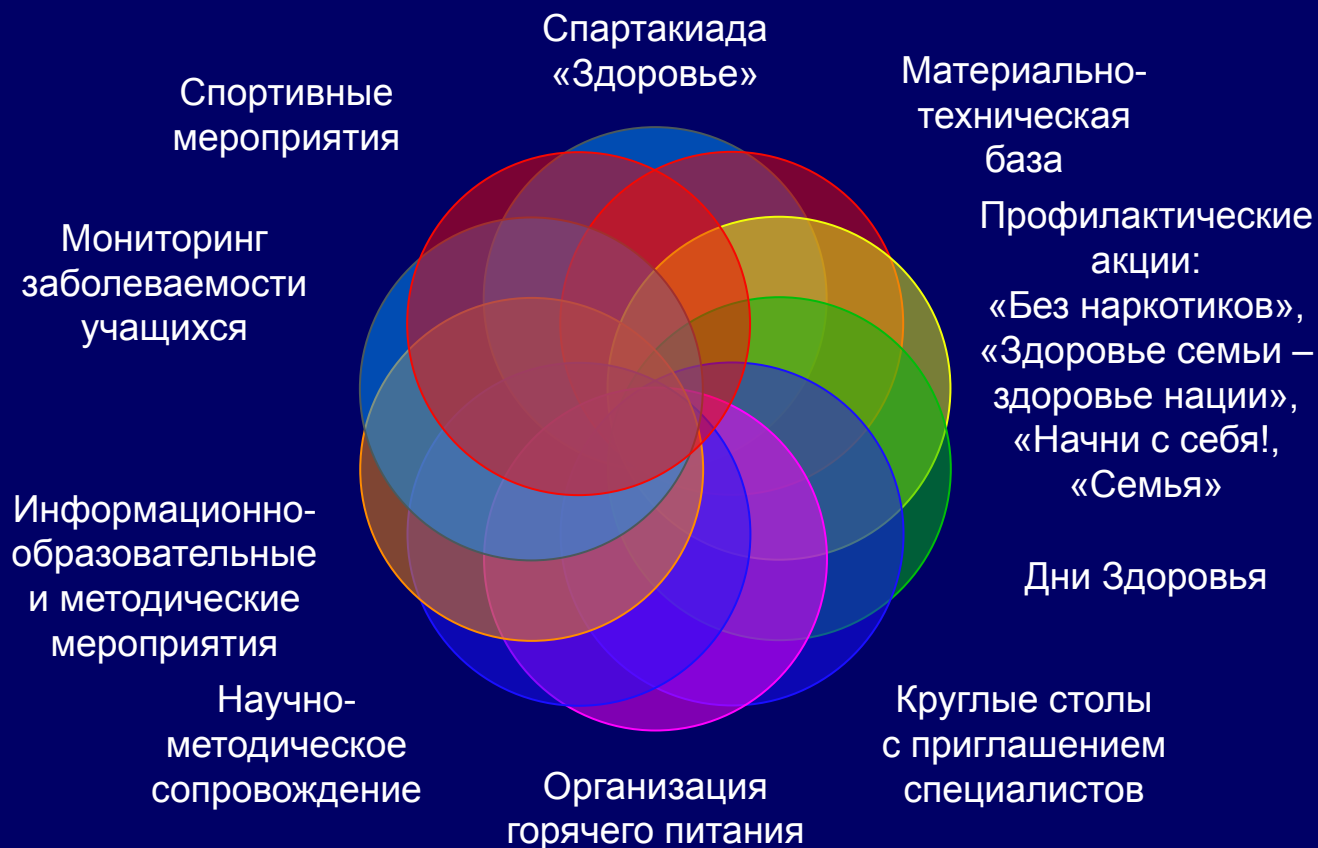 Спартакиада
«Здоровье»
Материально-
техническая
база
Профилактические
акции:
«Без наркотиков»,
«Здоровье семьи –
здоровье нации»,
«Начни с себя!,
«Семья»
Дни Здоровья
Круглые столы
с приглашением
специалистов
Организация
горячего питания
Научно-
методическое
сопровождение
Информационно-
образовательные
и методические
мероприятия
Мониторинг
заболеваемости
учащихся
Спортивные
мероприятия